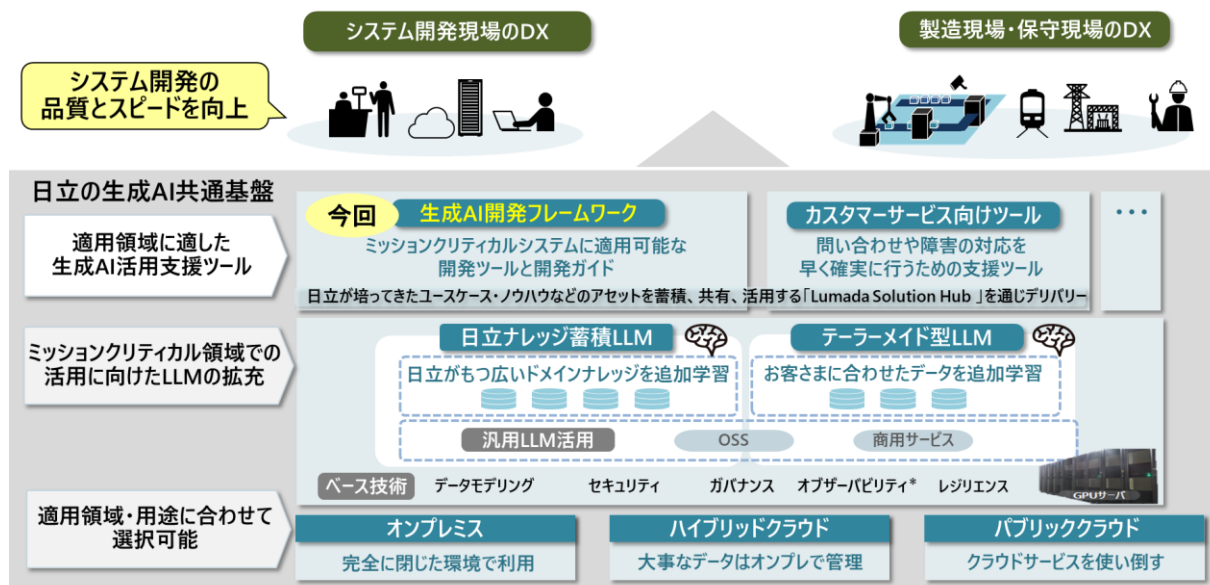 システム開発現場のDX
製造現場・保守現場のDX
システム開発の
品質とスピードを向上
日立の生成AI共通基盤
適用領域に適した
生成AI活用支援ツール
今回
生成AI開発フレームワーク
ミッションクリティカルシステムに適用可能な
開発ツールと開発ガイド
カスタマーサービス向けツール
問い合わせや障害の対応を
早く確実に行うための支援ツール
・・・
日立が培ってきたユースケース・ノウハウなどのアセットを蓄積、共有、活用する「Lumada Solution Hub」を通じデリバリー
ミッションクリティカル領域での
活用に向けたLLMの拡充
日立ナレッジ蓄積LLM
日立がもつ広いドメインナレッジを追加学習
テーラーメイド型LLM
お客さまに合わせたデータを追加学習
汎用LLM活用
OSS
商用サービス
ベース技術
データモデリング
セキュリティ
ガバナンス
オブザーバビリティ*
レジリエンス
GPUサーバ
適用領域・用途に合わせて
選択可能
オンプレミス
完全に閉じた環境で利用
ハイブリッドクラウド
大事なデータはオンプレで管理
パブリッククラウド
クラウドサービスを使い倒す